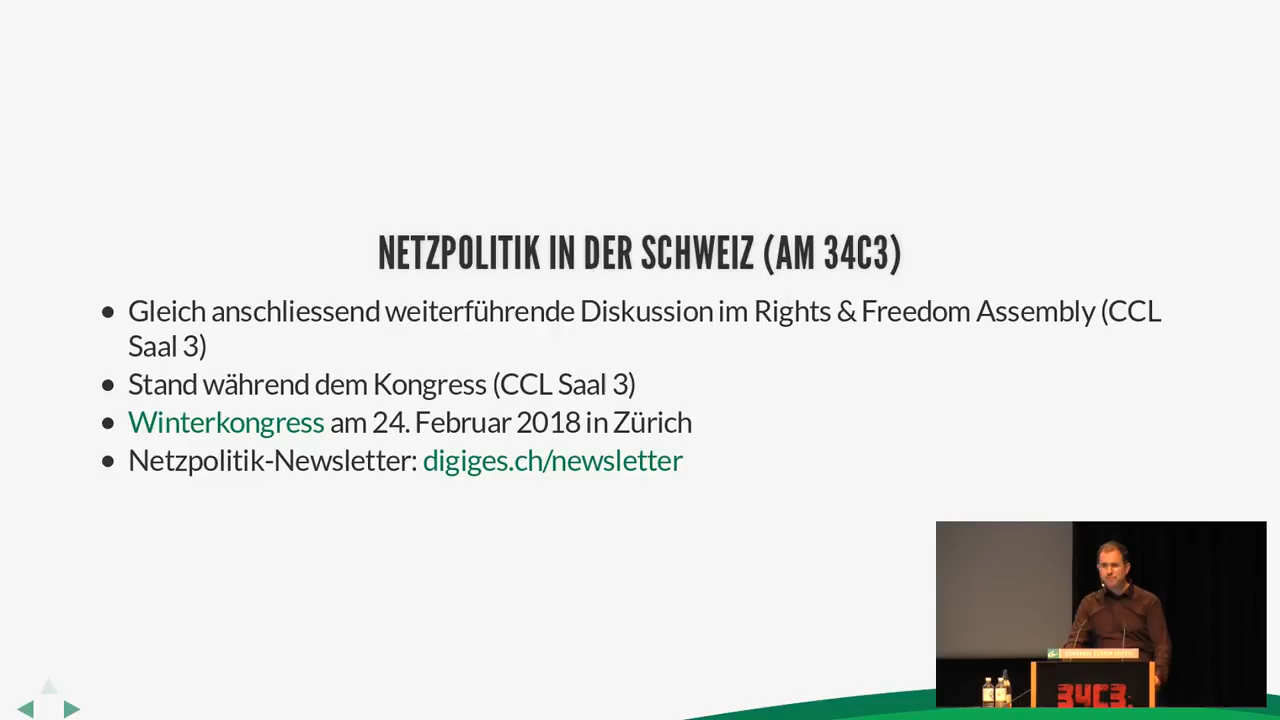 NETZPOLITIK IN DER SCHWEIZ (AM 34C3)
• Gleich anschliessend weiterführende Diskussion im Rights & Freedom Assembly (CCL
Saal 3)
• Stand während dem Kongress (CCL Saal 3)
• Winterkongress am 24. Februar 2018 in Zürich
• Netzpolitik-Newsletter: digiges.ch/newsletter
34C3